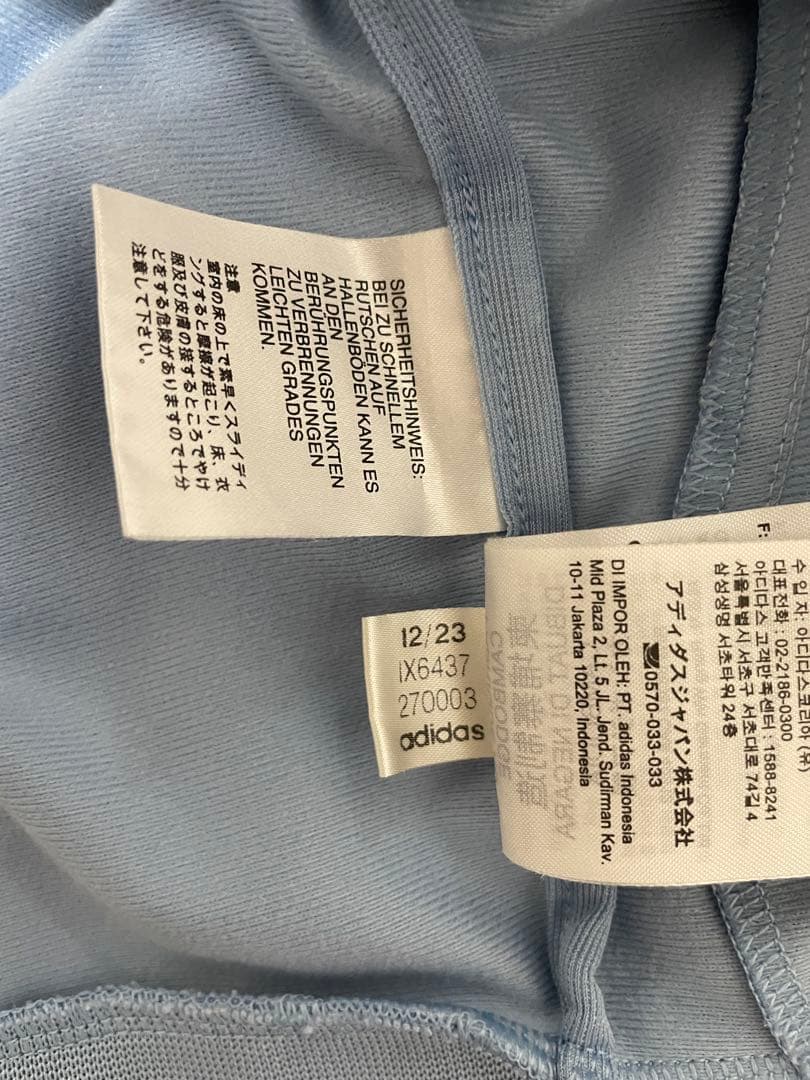 SICHERHEITSHINWEIS:
BEI ZU SCHNELLEM
RUTSCHEN AUF
HALLENBÖDEN KANN ES
AN DEN
BERÜHRUNGSPUNKTEN
ZU VERBRENNUNGEN
LEICHTEN GRADES
KOMMEN.
注意
室内の床の上で素早くスライディ
ングすると摩擦が起こり、床、衣
服及び皮膚の接するところでやけ
どをする危険がありますので十分
注意して下さい。
12/23
IX6437
270003
adidas
F:
수 입 자: 아디다스코리아 (유)
대표전화 : 02-2186-0300
아디다스 고객만족센터 : 1588-8241
서울특별시 서초구 서초대로 74길 4
삼성생명 서초타워 24층
アディダスジャパン株式会社
0570-033-033
DI IMPOR OLEH: PT. adidas Indonesia
Mid Plaza 2, Lt. 5 JL. Jend. Sudirman Kav.
10-11 Jakarta 10220, Indonesia